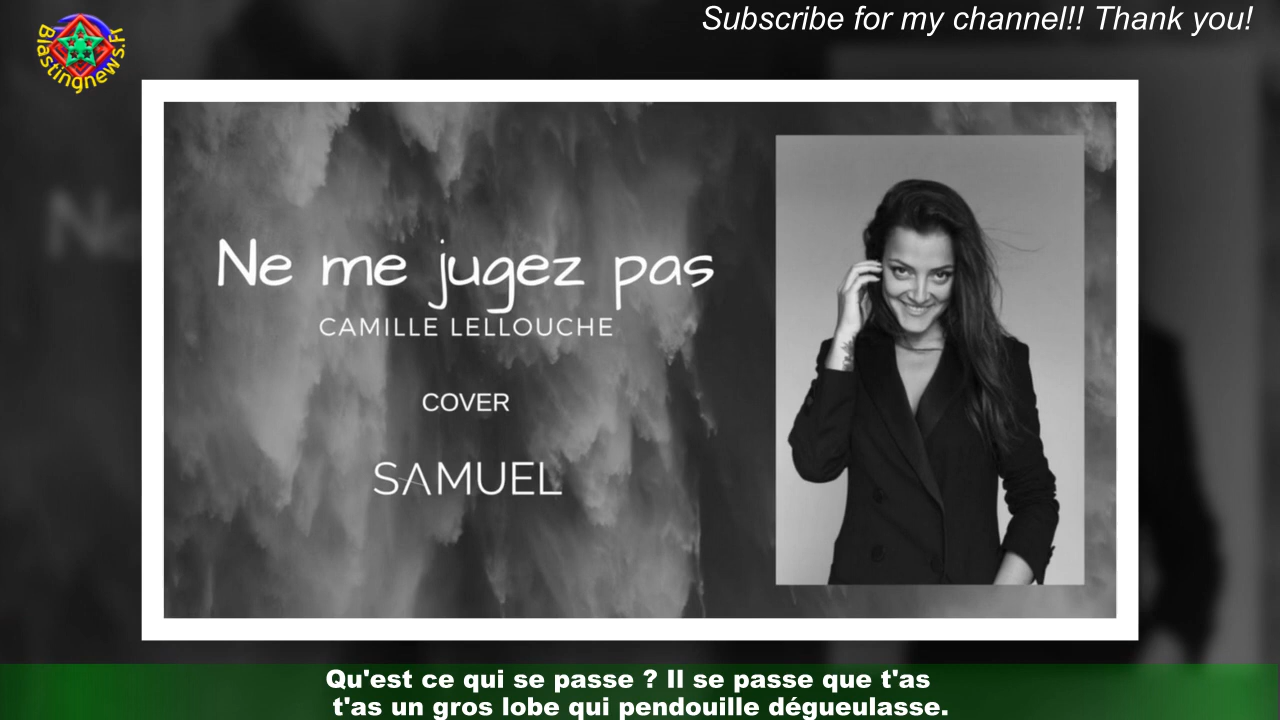 Subscribe for my channel!! Thank you!
Blastingnews.Fr
Ne me jugez pas
CAMILLE LELLOUCHE
COVER
SAMUEL
Qu'est ce qui se passe ? Il se passe que t'as
t'as un gros lobe qui pendouille dégueulasse.